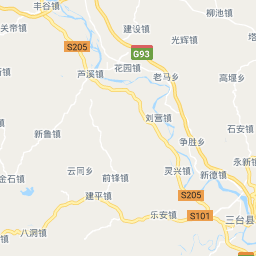 丰谷镇
柳池镇
关帝镇
建设镇
光辉镇
S205
G93
芦溪镇
花园镇
老马乡
高堰乡
刘营镇
新鲁镇
石安镇
争胜乡
永新
云同乡
前锋镇
灵兴镇
新德镇
金石镇
建平镇
S205
乐安镇
S101
三台县
八洞镇